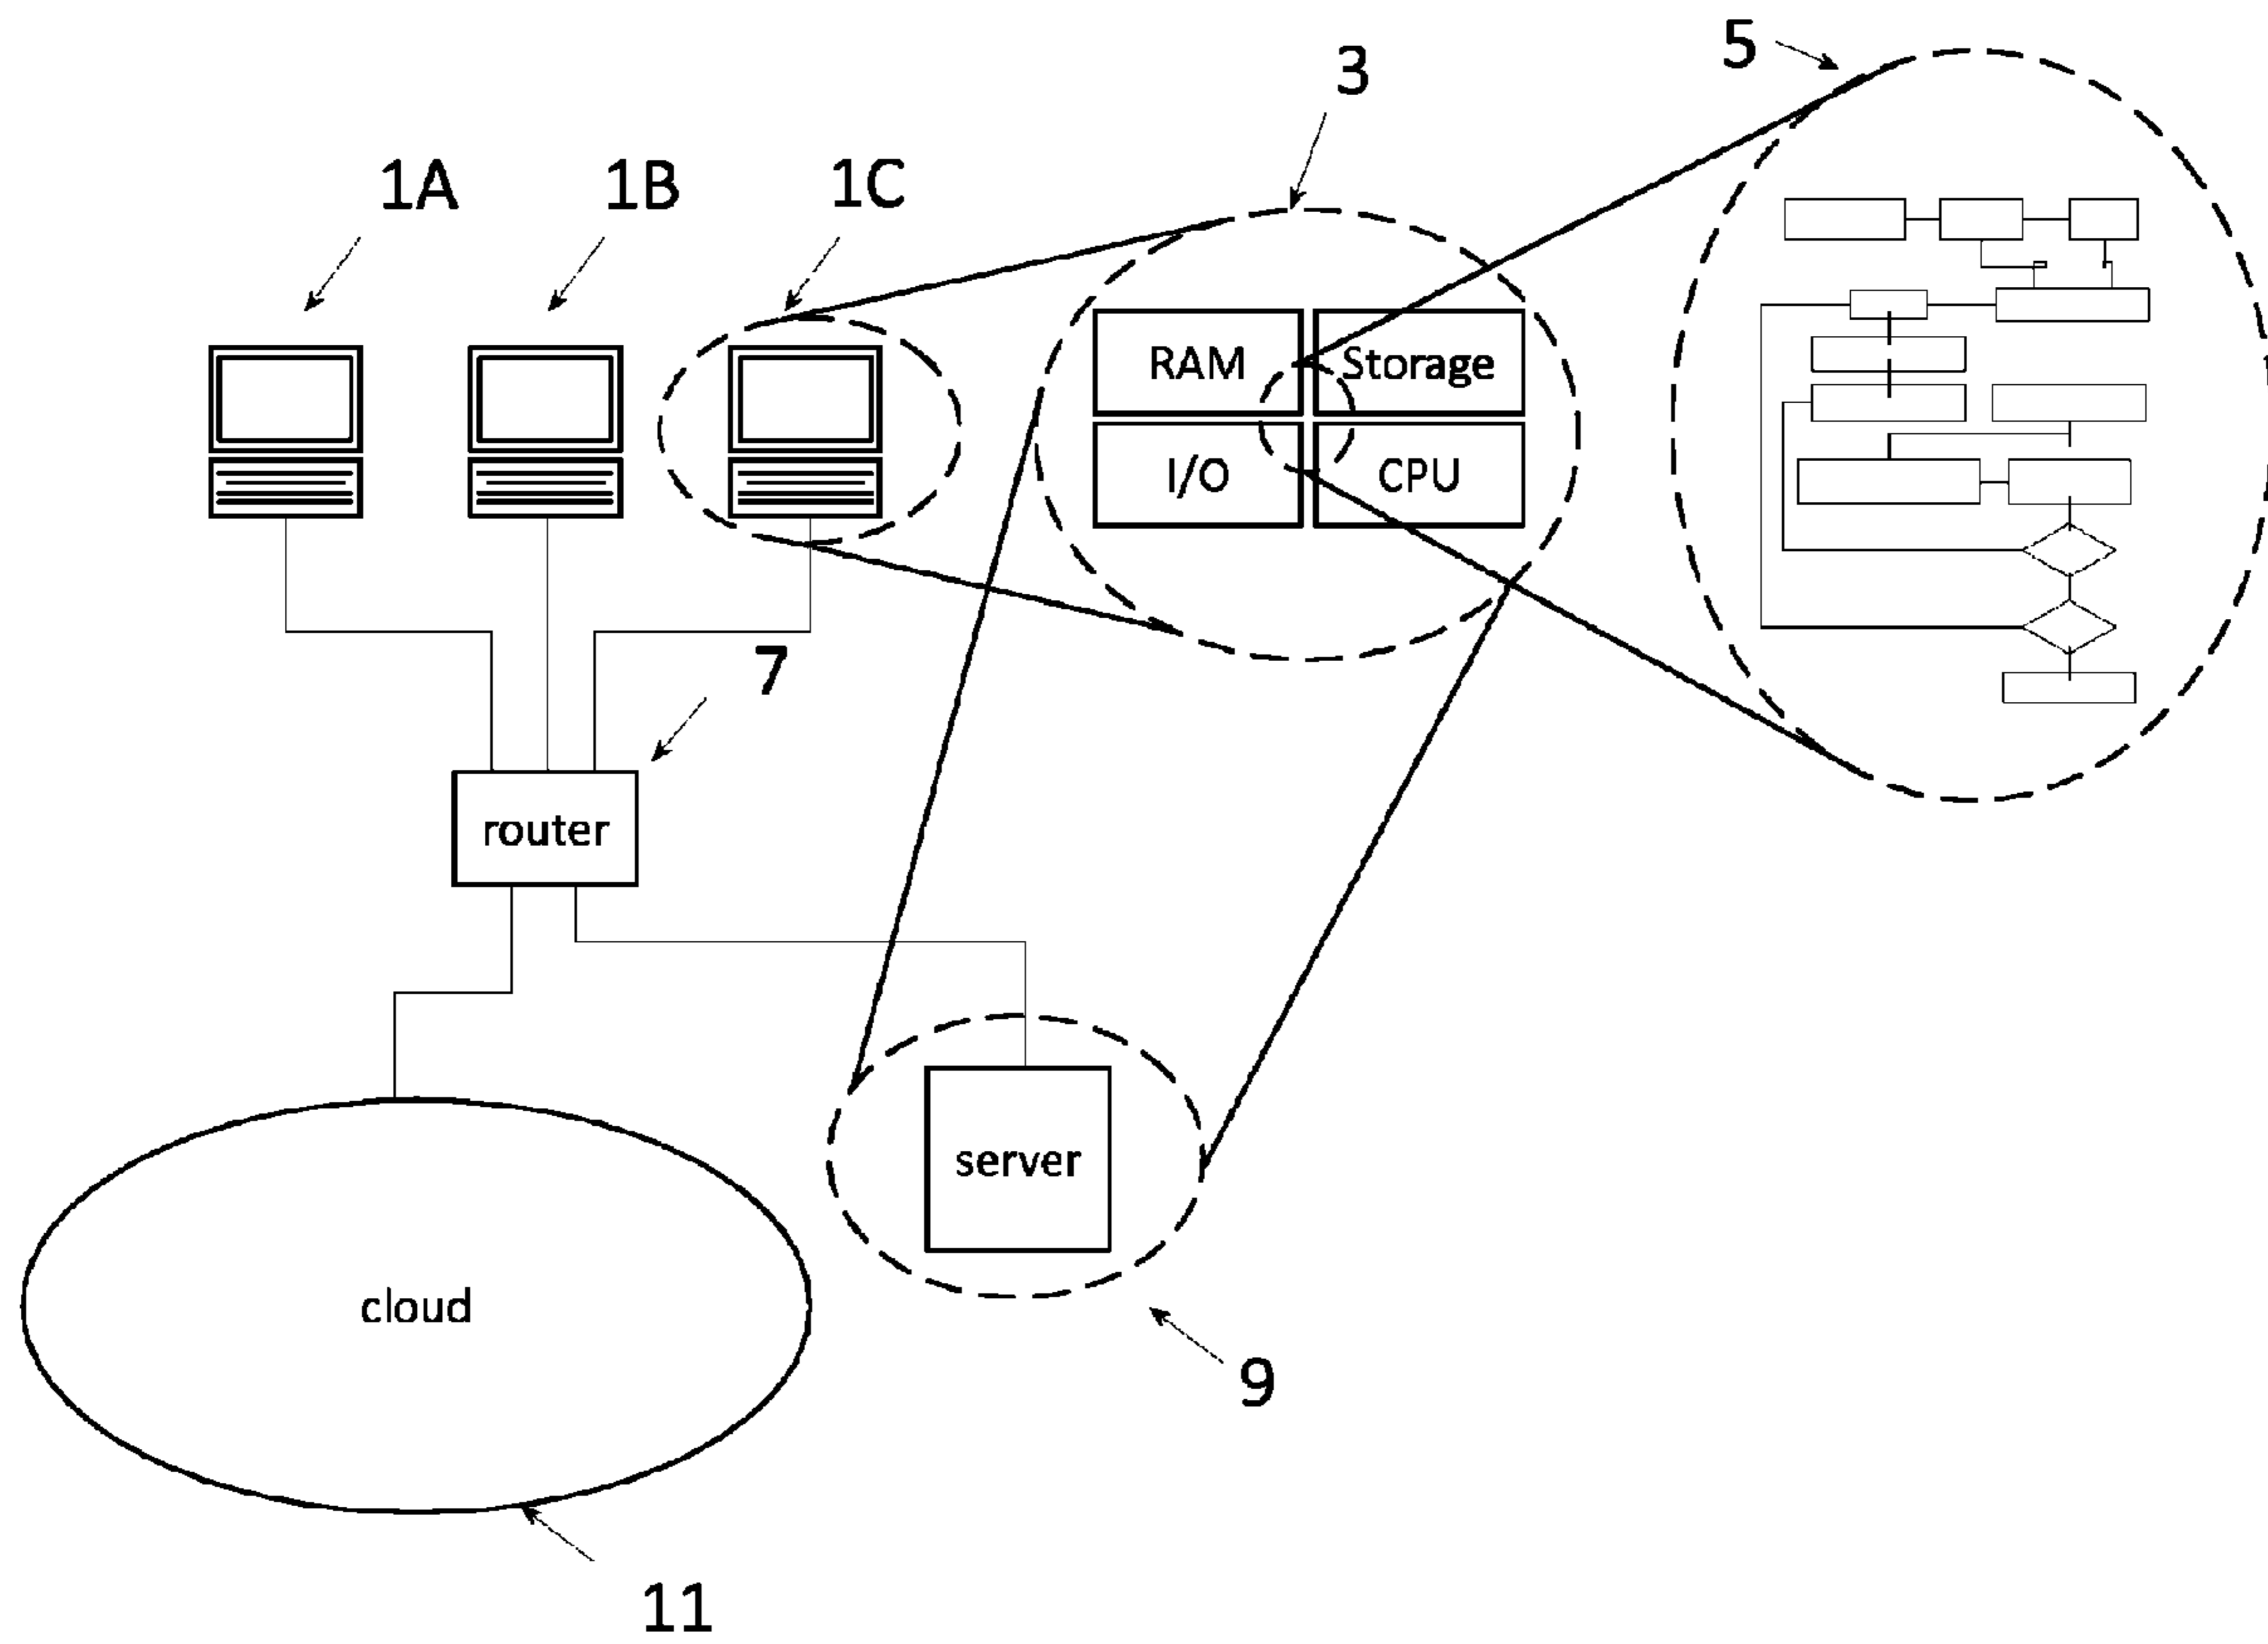 5
3
1A 1B 1C
RAM Storage
I/O CPU
7
router
server
cloud
9
11